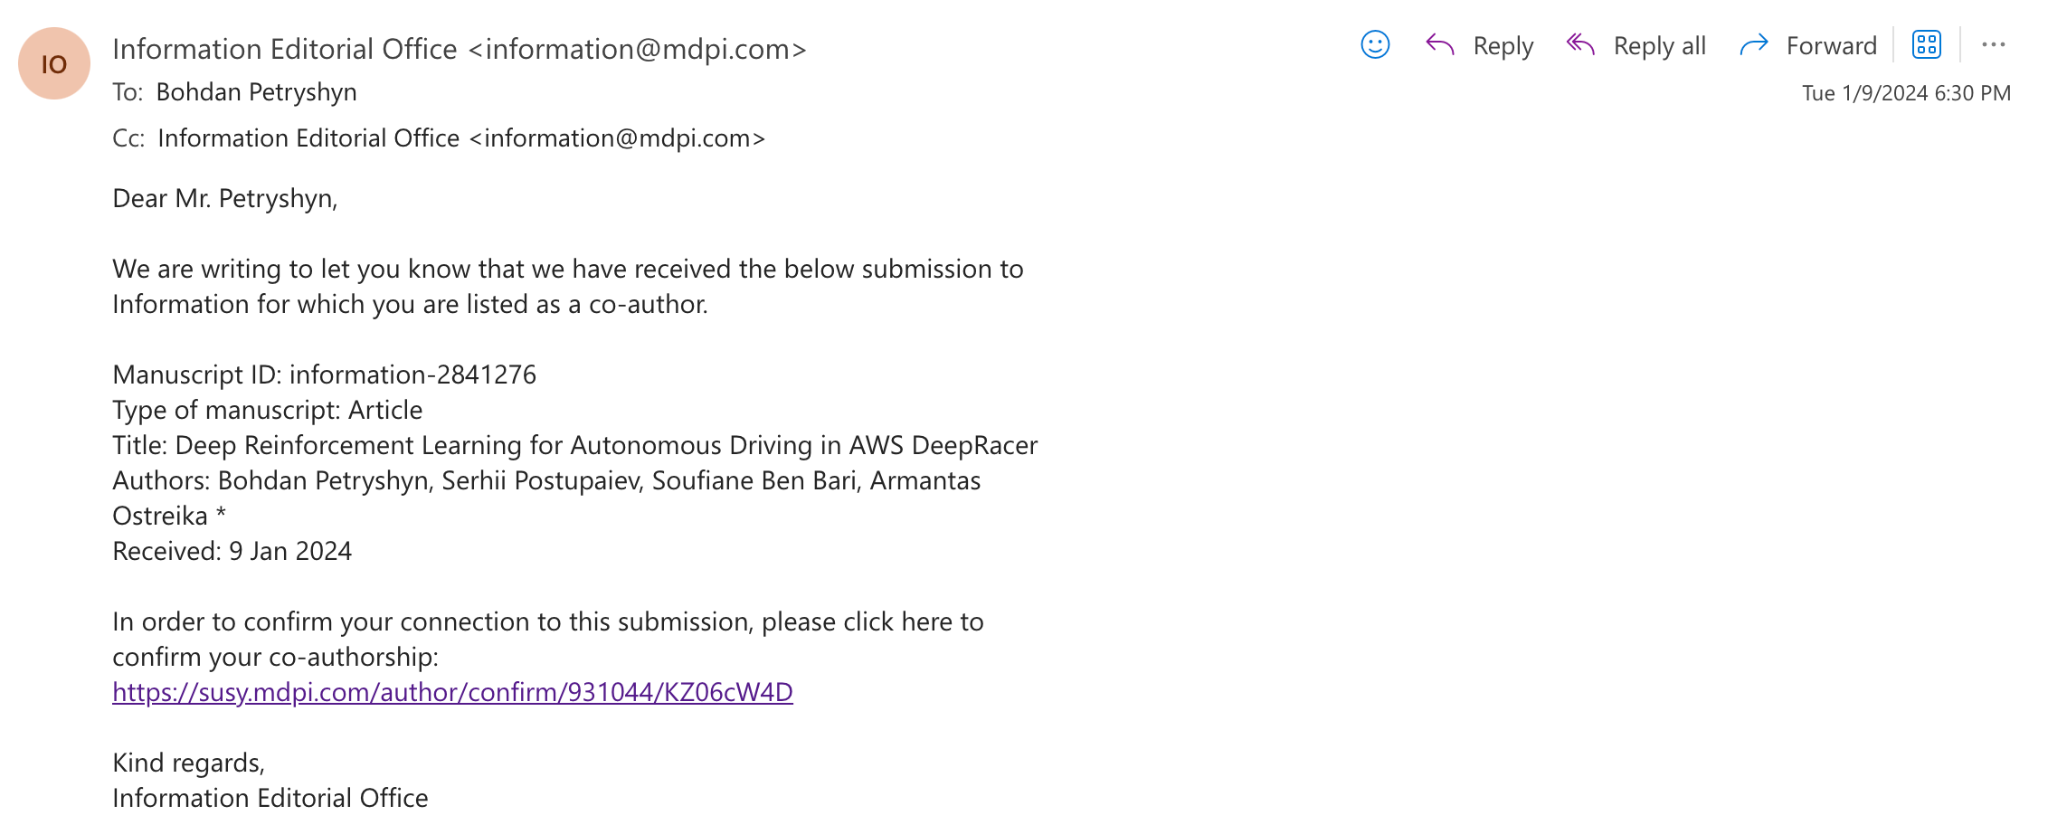 IO
Information Editorial Office <information@mdpi.com>
Reply
Reply all
Forward
To: Bohdan Petryshyn
Tue 1/9/2024 6:30 PM
Cc: Information Editorial Office <information@mdpi.com>
Dear Mr. Petryshyn,
We are writing to let you know that we have received the below submission to
Information for which you are listed as a co-author.
Manuscript ID: information-2841276
Type of manuscript: Article
Title: Deep Reinforcement Learning for Autonomous Driving in AWS DeepRacer
Authors: Bohdan Petryshyn, Serhii Postupaiev, Soufiane Ben Bari, Armantas
Ostreika *
Received: 9 Jan 2024
In order to confirm your connection to this submission, please click here to
confirm your co-authorship:
https://susy.mdpi.com/author/confirm/931044/KZ06cW4D
Kind regards,
Information Editorial Office